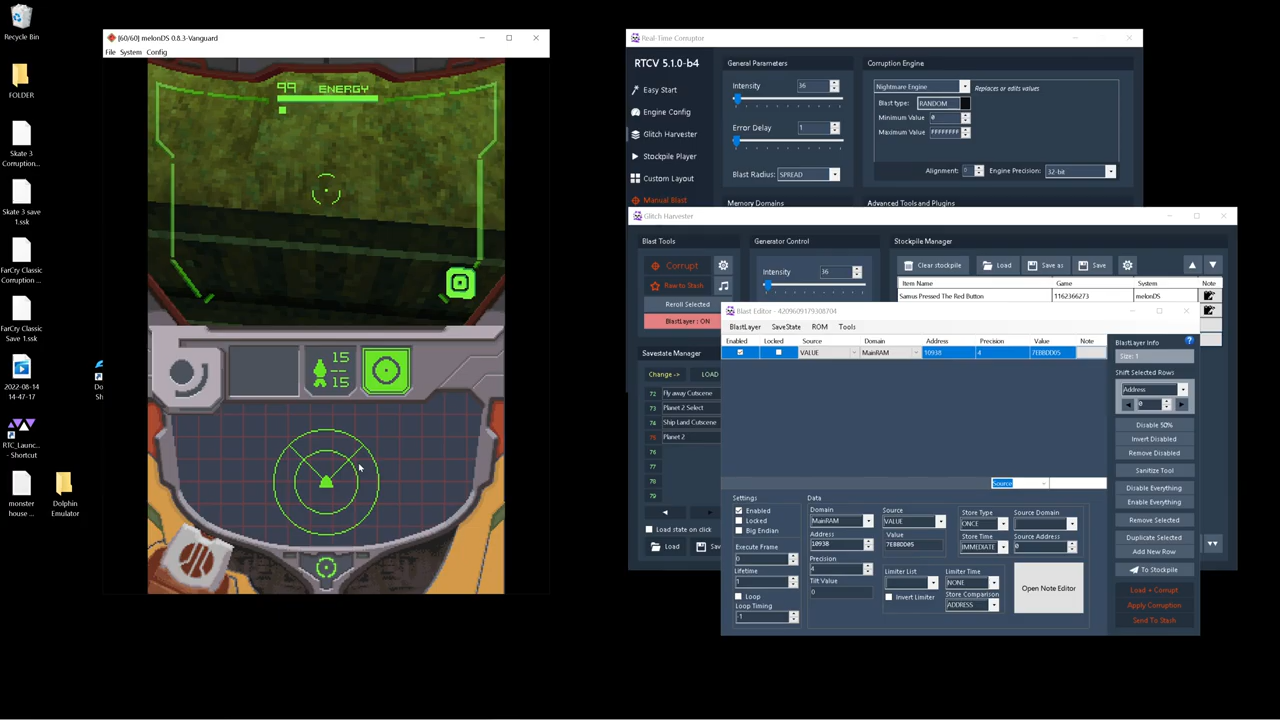 Recycle Bin
FOLDER
Skate 3
Corruption...
Skate 3 save
1.ssk
FarCry Classic
Corruption ...
FarCry Classic
Save 1.ssk
2022-08-14
14-47-17
RTC_Launc...
- Shortcut
monster
house ...
Dolphin
Emulator
[60/60] melonDS 0.8.3-Vanguard
File System Config
99 ENERGY
15
15
Real-Time Corruptor
RTCV 5.1.0-b4
Easy Start
Engine Config
Glitch Harvester
Stockpile Player
Custom Layout
Manual Blast
General Parameters
Intensity 36
Error Delay 1
Blast Radius: SPREAD
Memory Domains
Corruption Engine
Nightmare Engine Replaces or edits values
Blast type: RANDOM
Minimum Value 0
Maximum Value FFFFFFFF
Alignment: 0 Engine Precision: 32-bit
Advanced Tools and Plugins
Glitch Harvester
Blast Tools
Corrupt
Raw to Stash
Reroll Selected
BlastLayer : ON
Generator Control
Intensity 36
Stockpile Manager
Clear stockpile Load Save as Save
Item Name Game System Note
Samus Pressed The Red Button 1162366273 melonDS
Savestate Manager
Change -> LOAD
72 Fly away Cutscene
73 Planet 2 Select
74 Ship Land Cutscene
75 Planet 2
76
77
78
79
Load state on click
Load
Blast Editor - 4209609179308704
BlastLayer SaveState ROM Tools
Enabled Locked Source Domain Address Precision Value Note
VALUE MainRAM 10938 4 7EBBDD05
Source
BlastLayer Info
Size: 1
Shift Selected Rows
Address
0
Disable 50%
Invert Disabled
Remove Disabled
Sanitize Tool
Disable Everything
Enable Everything
Remove Selected
Duplicate Selected
Add New Row
To Stockpile
Load + Corrupt
Apply Corruption
Send To Stash
Settings
Enabled
Locked
Big Endian
Execute Frame
0
Lifetime
1
Loop
Loop Timing
-1
Data
Domain
MainRAM
Address
10938
Precision
4
Tilt Value
0
Source
VALUE
Value
7EBBDD05
Limiter List
Invert Limiter
Store Type
ONCE
Store Time
IMMEDIATE
Limiter Time
NONE
Store Comparison
ADDRESS
Source Domain
Source Address
0
Open Note Editor